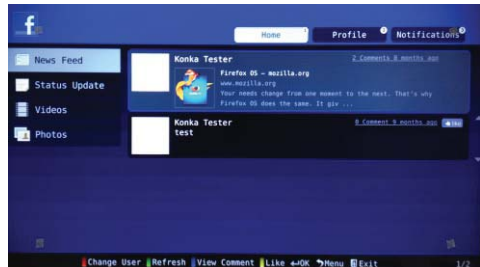 f
Home
Profile
Notifications
News Feed
Status Update
Videos
Photos
Konka Tester
2 Comments 8 months ago
Firefox OS — mozilla.org
www.mozilla.org
Your needs change from one moment to the next. That's why
Firefox OS does the same. It giv ...
Konka Tester
0 Comment 9 months ago
test
Change User Refresh View Comment Like OK Menu Exit
1/2